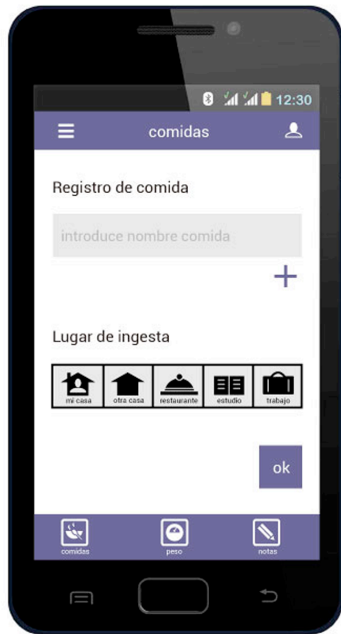 12:30
comidas
Registro de comida
introduce nombre comida
+
Lugar de ingesta
mi casa otra casa restaurante estudio trabajo
ok
comidas peso notas